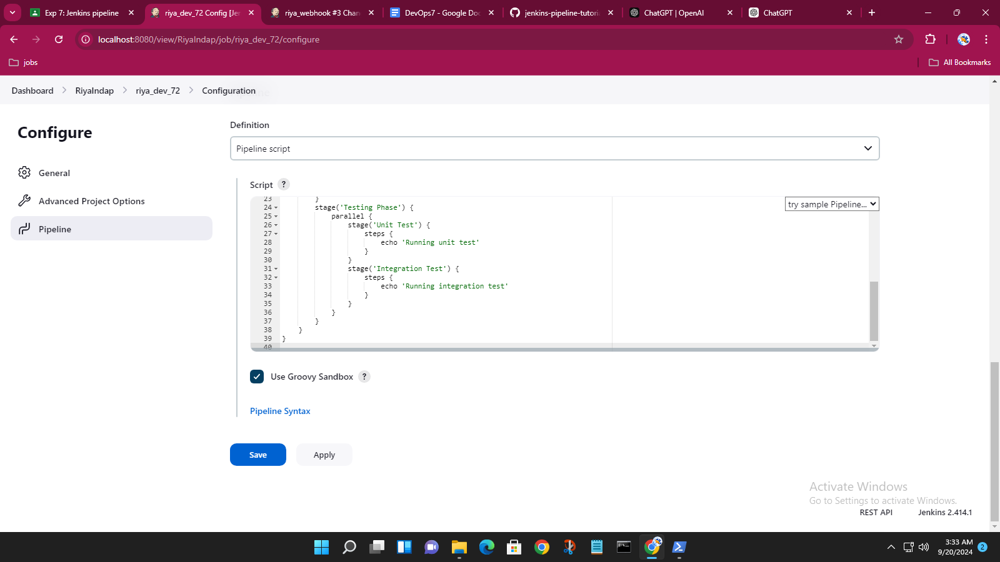 Exp 7: Jenkins pipeline
riya_dev_72 Config [Jen
riya_webhook #3 Chan
DevOps7 - Google Doc
jenkins-pipeline-tutoria
ChatGPT | OpenAI
ChatGPT
localhost:8080/view/RiyaIndap/job/riya_dev_72/configure
jobs
All Bookmarks
Dashboard
RiyaIndap
riya_dev_72
Configuration
Configure
General
Advanced Project Options
Pipeline
Definition
Pipeline script
Script ?
try sample Pipeline...
23 }
24 stage('Testing Phase') {
25 parallel {
26 stage('Unit Test') {
27 steps {
28 echo 'Running unit test'
29 }
30 }
31 stage('Integration Test') {
32 steps {
33 echo 'Running integration test'
34 }
35 }
36 }
37 }
38 }
39 }
40
Use Groovy Sandbox ?
Pipeline Syntax
Save
Apply
Activate Windows
Go to Settings to activate Windows.
REST API
Jenkins 2.414.1
3:33 AM
9/20/2024
2